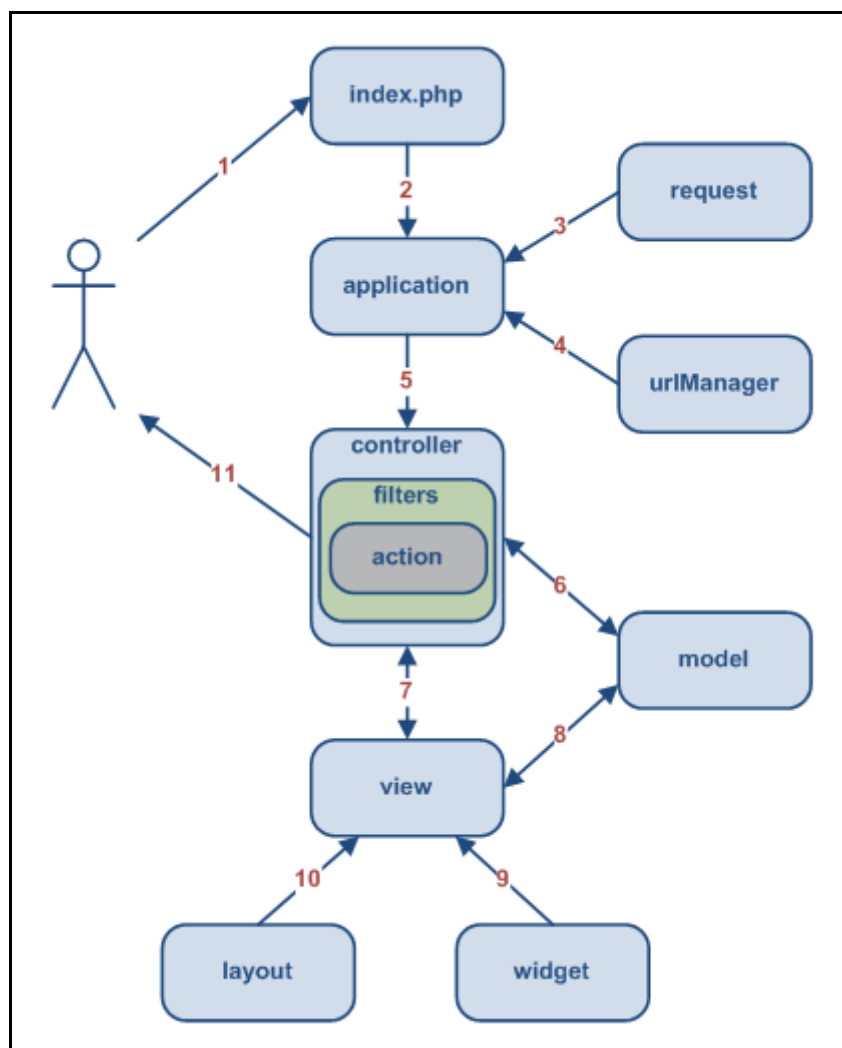 index.php
1
2
request
3
application
4
urlManager
5
controller
filters
11
action
6
model
7
8
view
10
9
layout
widget